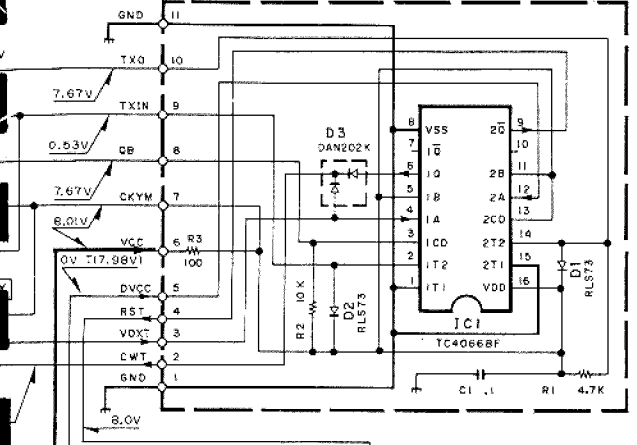 GND 11
TXO 10
7.67V
TXIN 9
0.53V
QB 8
7.67V
CKYM 7
8.01V
VCC 6
R3
100
0V T(7.98V)
DVCC 5
RST 4
VOXT 3
CWT 2
GND 1
8.0V
D3
DAN202K
8 VSS 2Q̅ 9
7 1Q̅ 10
6 1Q 2B 11
5 1B 2A 12
4 1A 2CD 13
3 1CD 2T2 14
2 1T2 2T1 15
1 1T1 VDD 16
IC1
TC4066BF
R2 10K
D2 RLS73
D1 RLS73
C1 .1 R1 4.7K